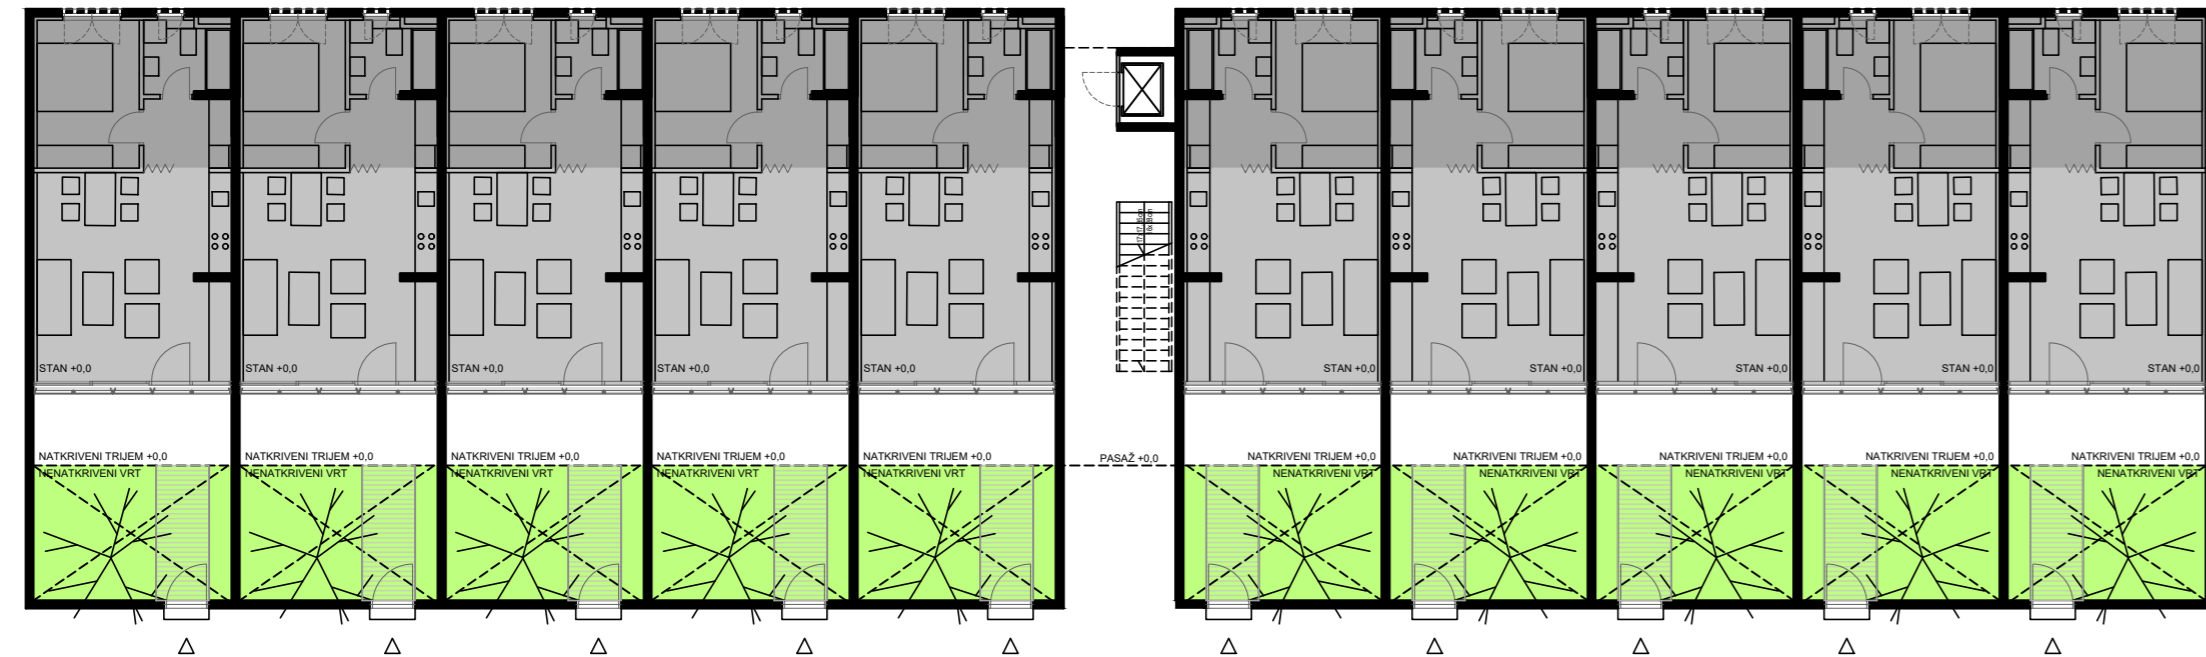 17x17,65cm
16x28cm
STAN +0,0
STAN +0,0
STAN +0,0
STAN +0,0
STAN +0,0
STAN +0,0
STAN +0,0
STAN +0,0
STAN +0,0
STAN +0,0
NATKRIVENI TRIJEM +0,0
NATKRIVENI TRIJEM +0,0
NATKRIVENI TRIJEM +0,0
NATKRIVENI TRIJEM +0,0
NATKRIVENI TRIJEM +0,0
PASAŽ +0,0
NATKRIVENI TRIJEM +0,0
NATKRIVENI TRIJEM +0,0
NATKRIVENI TRIJEM +0,0
NATKRIVENI TRIJEM +0,0
NATKRIVENI TRIJEM +0,0
NENATKRIVENI VRT
NENATKRIVENI VRT
NENATKRIVENI VRT
NENATKRIVENI VRT
NENATKRIVENI VRT
NENATKRIVENI VRT
NENATKRIVENI VRT
NENATKRIVENI VRT
NENATKRIVENI VRT
NENATKRIVENI VRT